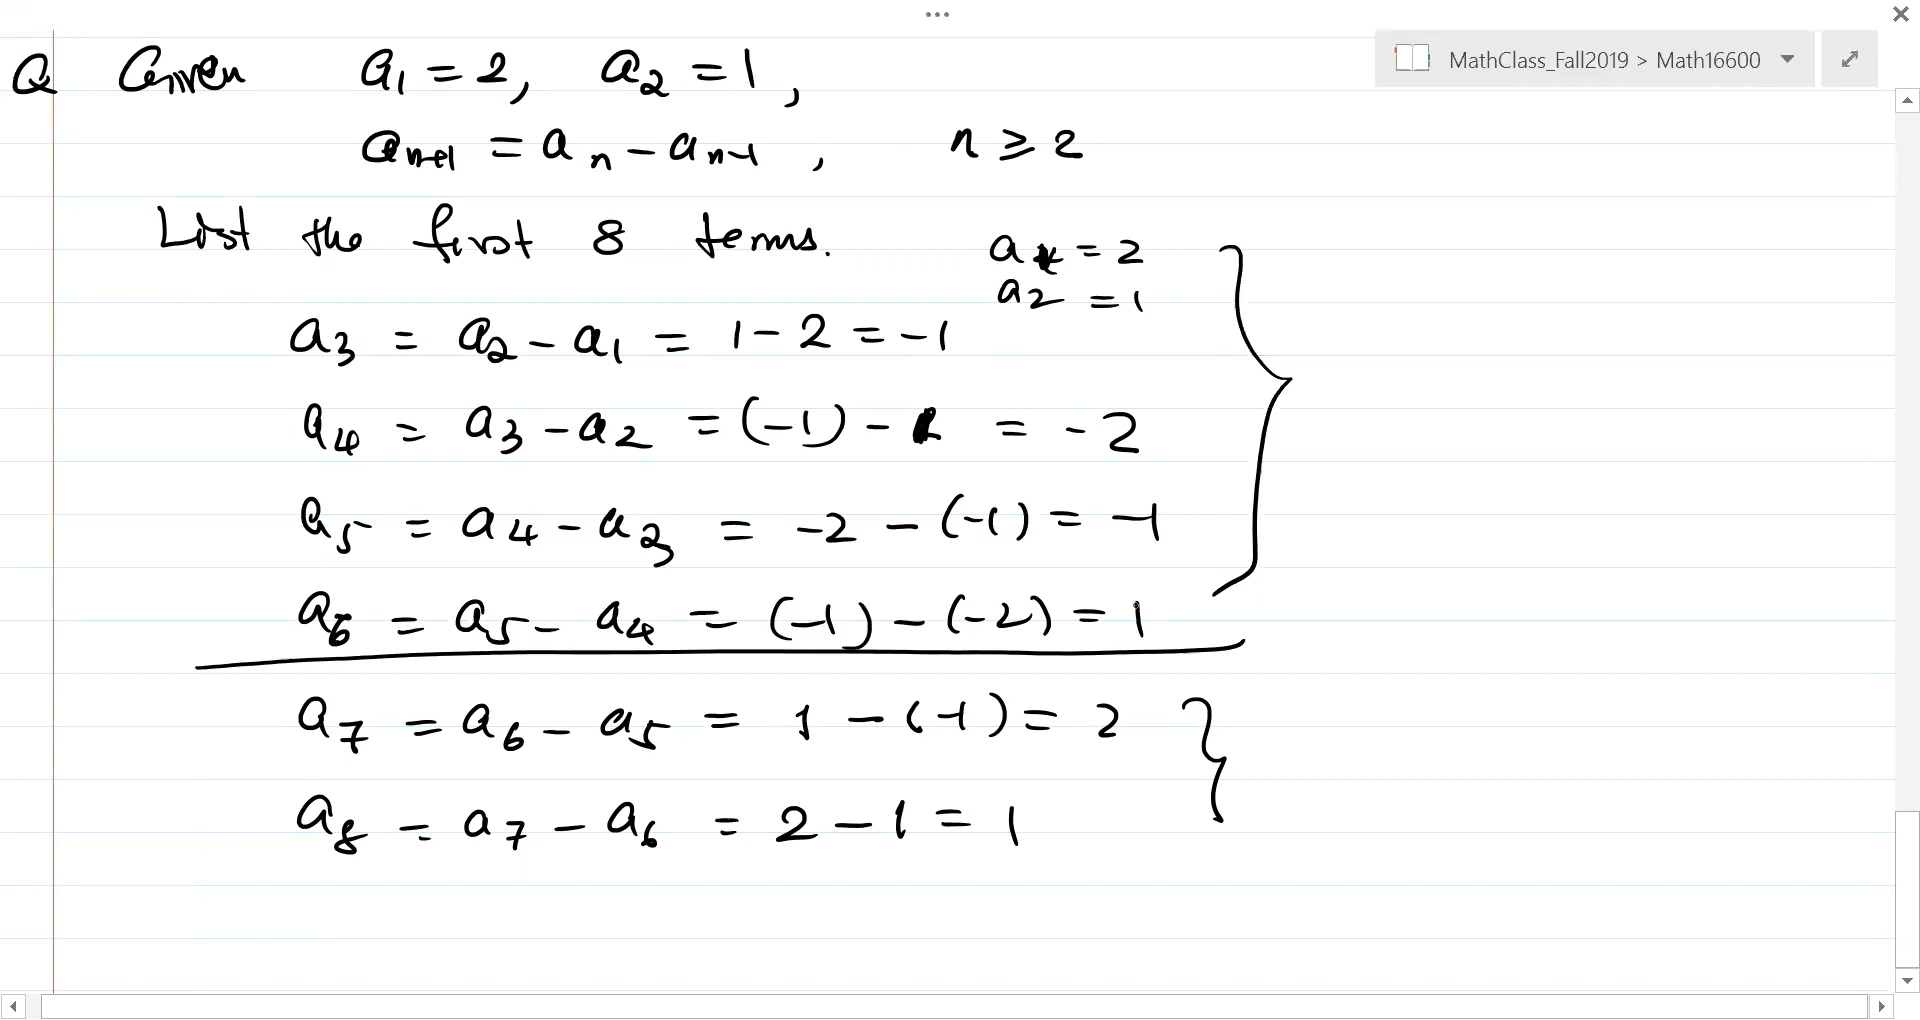 MathClass_Fall2019 > Math16600
Q Given a₁ = 2, a₂ = 1,
aₙ₊₁ = aₙ − aₙ₋₁, n ≥ 2
List the first 8 terms.
a₁ = 2
a₂ = 1
a₃ = a₂ − a₁ = 1 − 2 = −1
a₄ = a₃ − a₂ = (−1) − 1 = −2
a₅ = a₄ − a₃ = −2 − (−1) = −1
a₆ = a₅ − a₄ = (−1) − (−2) = 1
a₇ = a₆ − a₅ = 1 − (−1) = 2
a₈ = a₇ − a₆ = 2 − 1 = 1